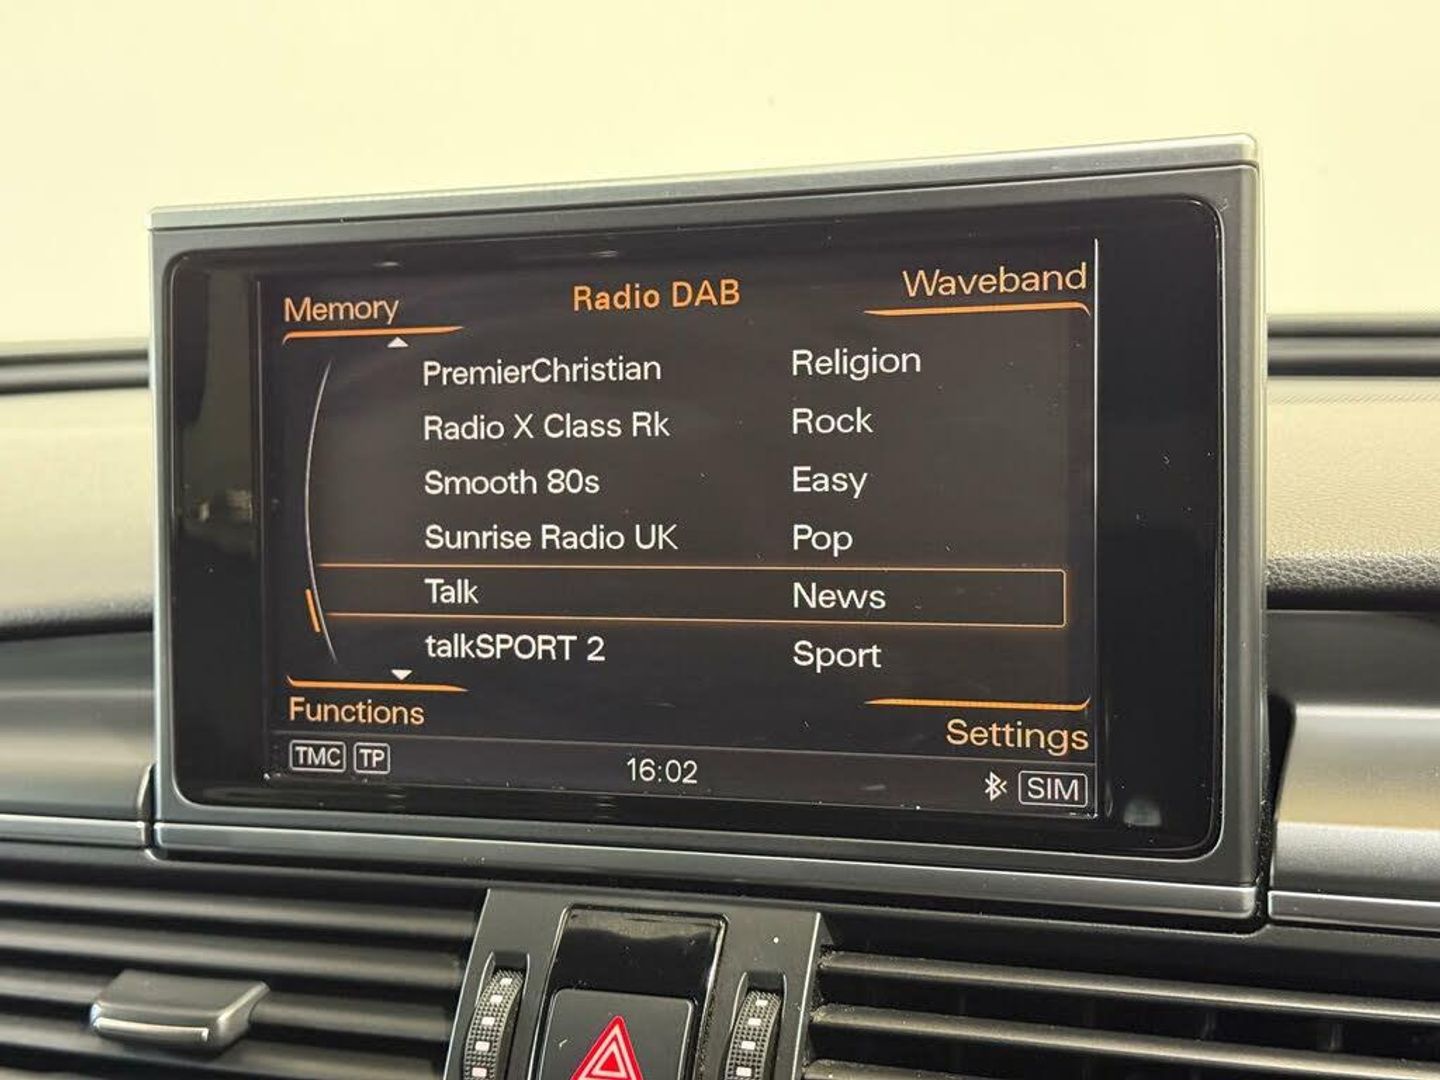 Memory Radio DAB Waveband
PremierChristian Religion
Radio X Class Rk Rock
Smooth 80s Easy
Sunrise Radio UK Pop
Talk News
talkSPORT 2 Sport
Functions Settings
TMC TP 16:02 SIM